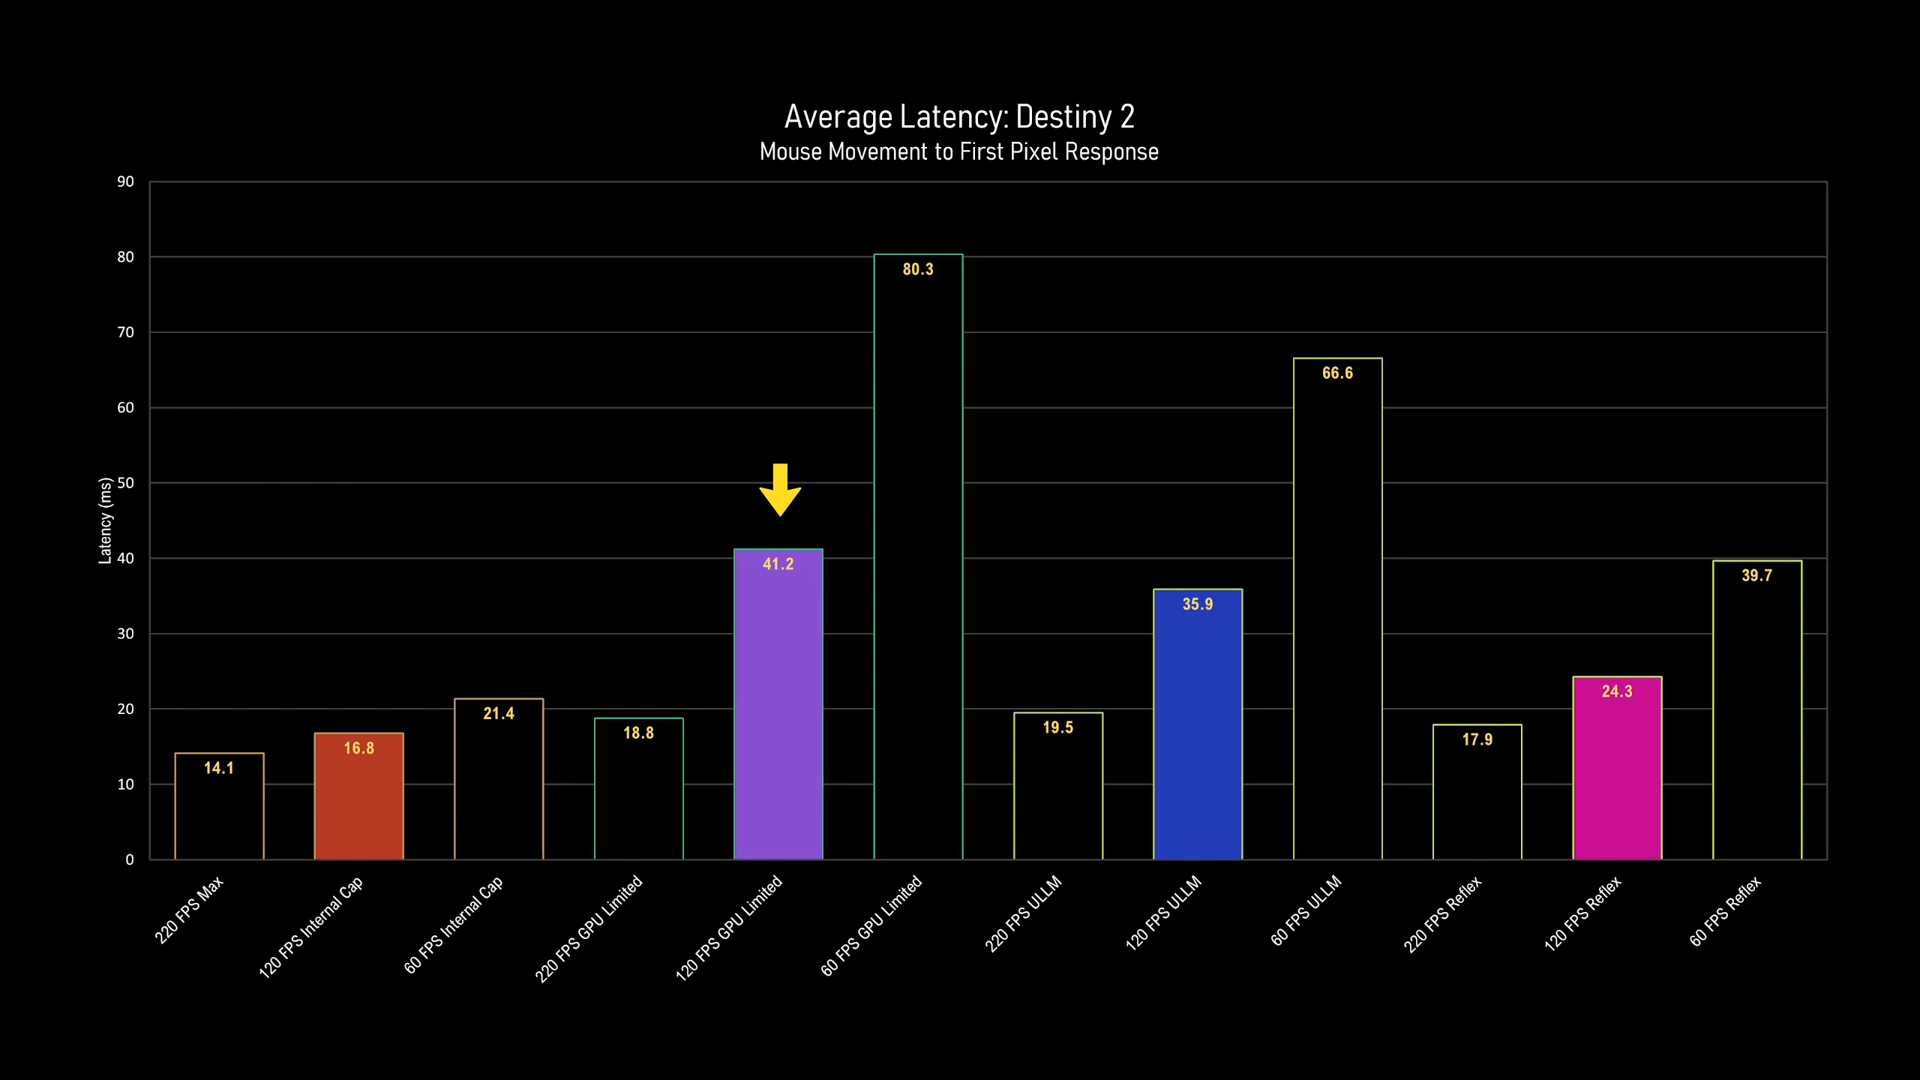 Average Latency: Destiny 2
Mouse Movement to First Pixel Response
90
80
70
60
50
40
30
20
10
0
Latency (ms)
14.1
16.8
21.4
18.8
41.2
80.3
19.5
35.9
66.6
17.9
24.3
39.7
220 FPS Max
120 FPS Internal Cap
60 FPS Internal Cap
220 FPS GPU Limited
120 FPS GPU Limited
60 FPS GPU Limited
220 FPS ULLM
120 FPS ULLM
60 FPS ULLM
220 FPS Reflex
120 FPS Reflex
60 FPS Reflex